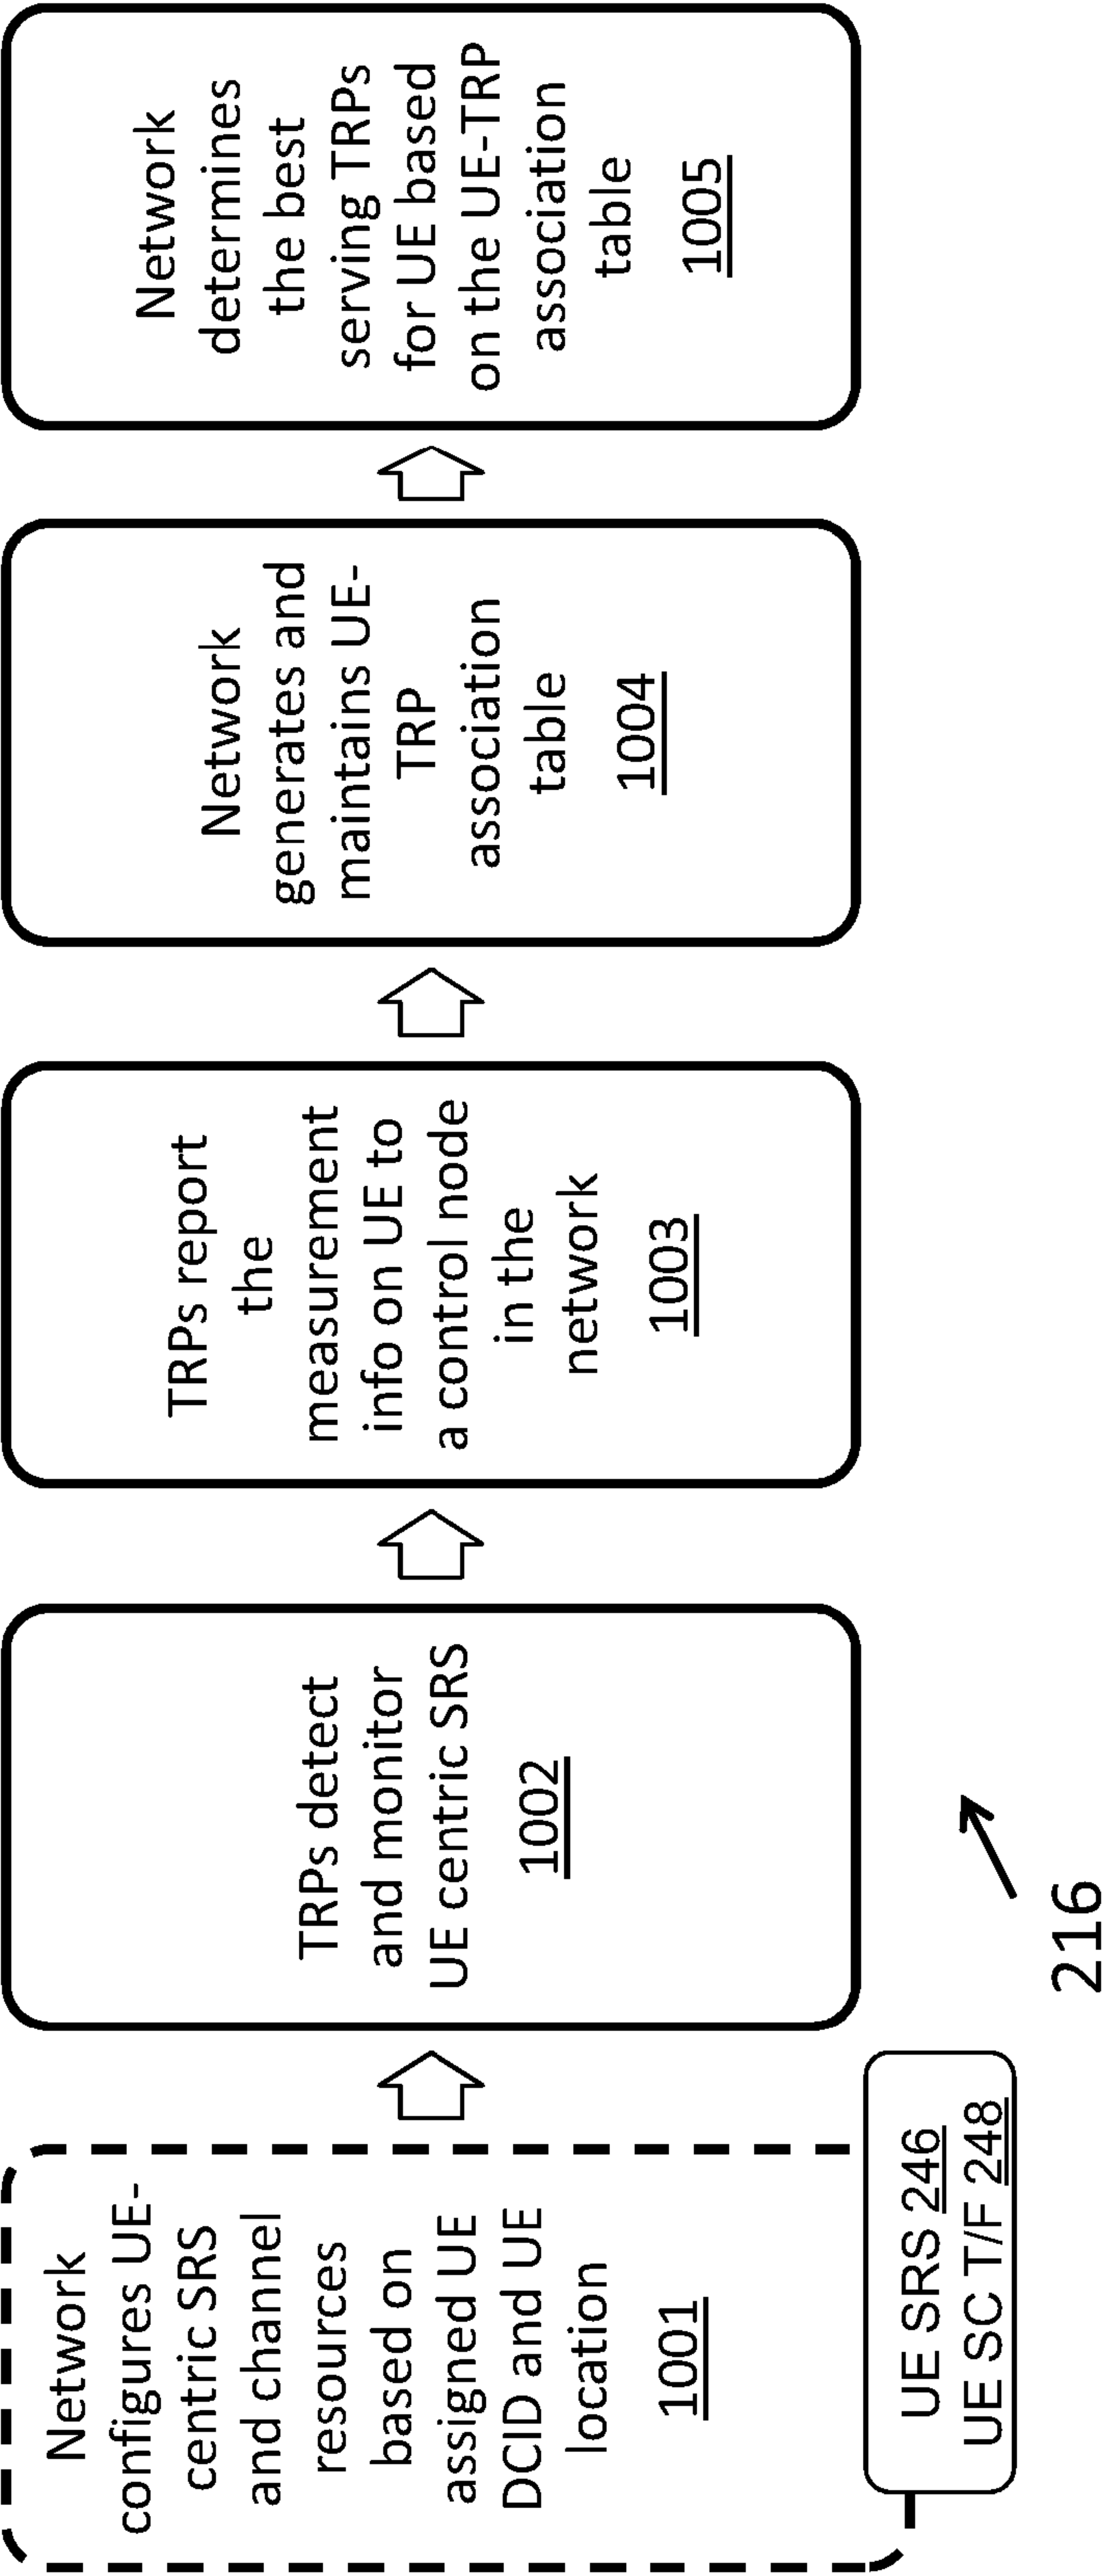 Network
configures UE-
centric SRS
and channel
resources
based on
assigned UE
DCID and UE
location
1001
UE SRS 246
UE SC T/F 248
TRPs detect
and monitor
UE centric SRS
1002
TRPs report
the
measurement
info on UE to
a control node
in the
network
1003
Network
generates and
maintains UE-
TRP
association
table
1004
Network
determines
the best
serving TRPs
for UE based
on the UE-TRP
association
table
1005
216